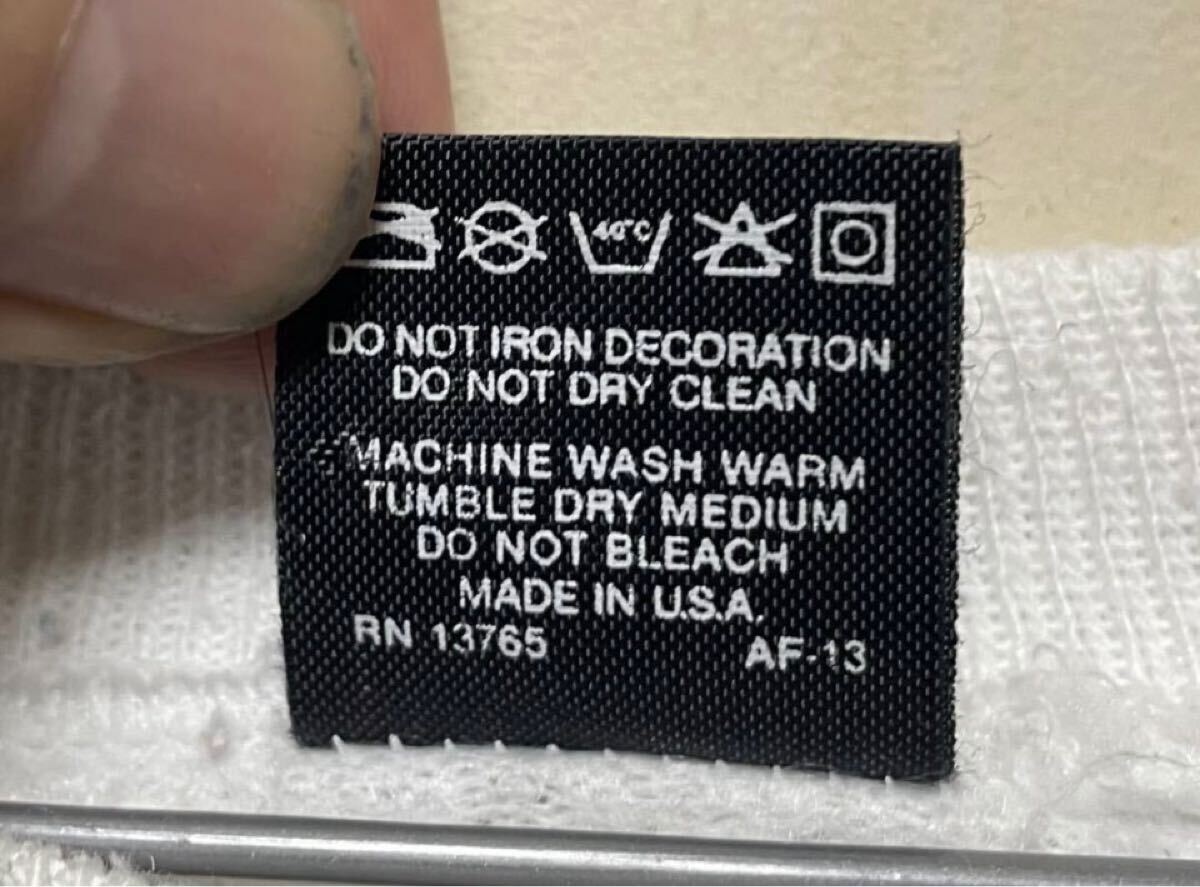 40°C
DO NOT IRON DECORATION
DO NOT DRY CLEAN
MACHINE WASH WARM
TUMBLE DRY MEDIUM
DO NOT BLEACH
MADE IN U.S.A.
RN 13765 AF-13